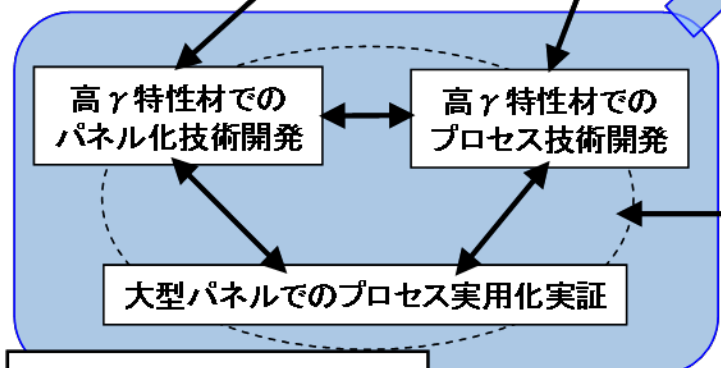 高γ特性材での
パネル化技術開発
高γ特性材での
プロセス技術開発
大型パネルでのプロセス実用化実証